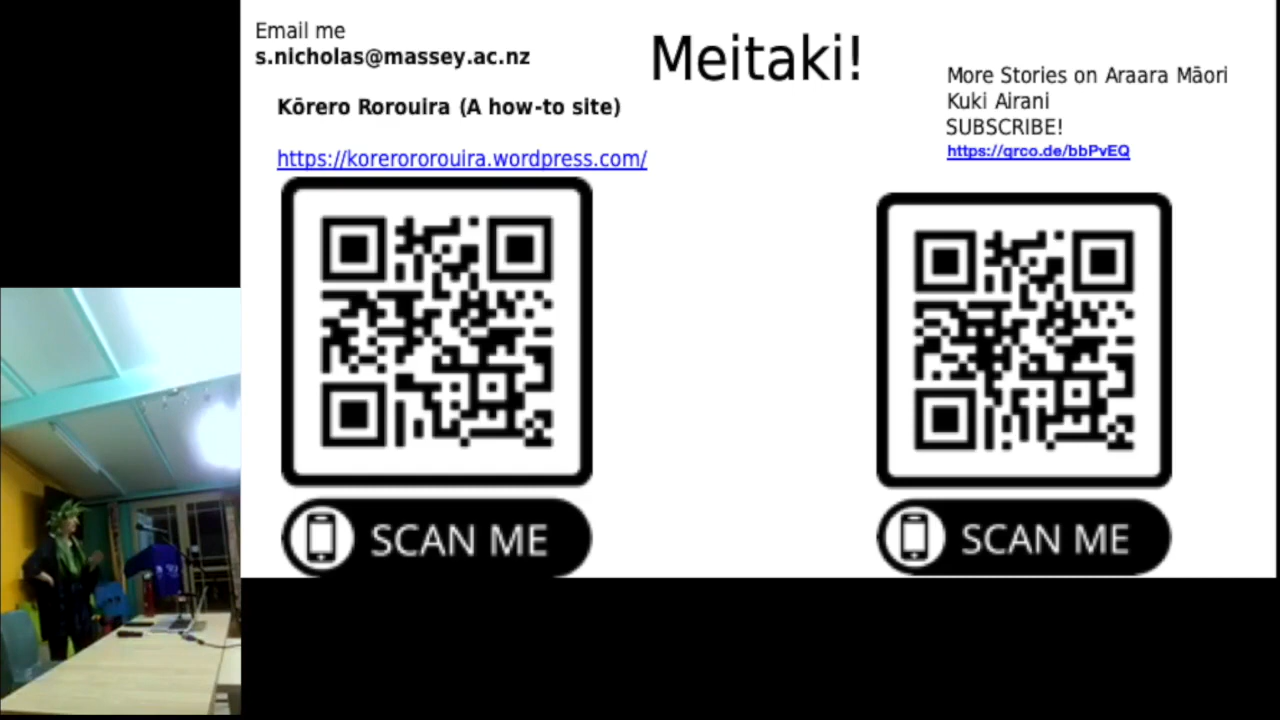 Email me
s.nicholas@massey.ac.nz
Kōrero Rorouira (A how-to site)
https://korerororouira.wordpress.com/
SCAN ME
Meitaki!
More Stories on Araara Māori
Kuki Airani
SUBSCRIBE!
https://qrco.de/bbPvEQ
SCAN ME